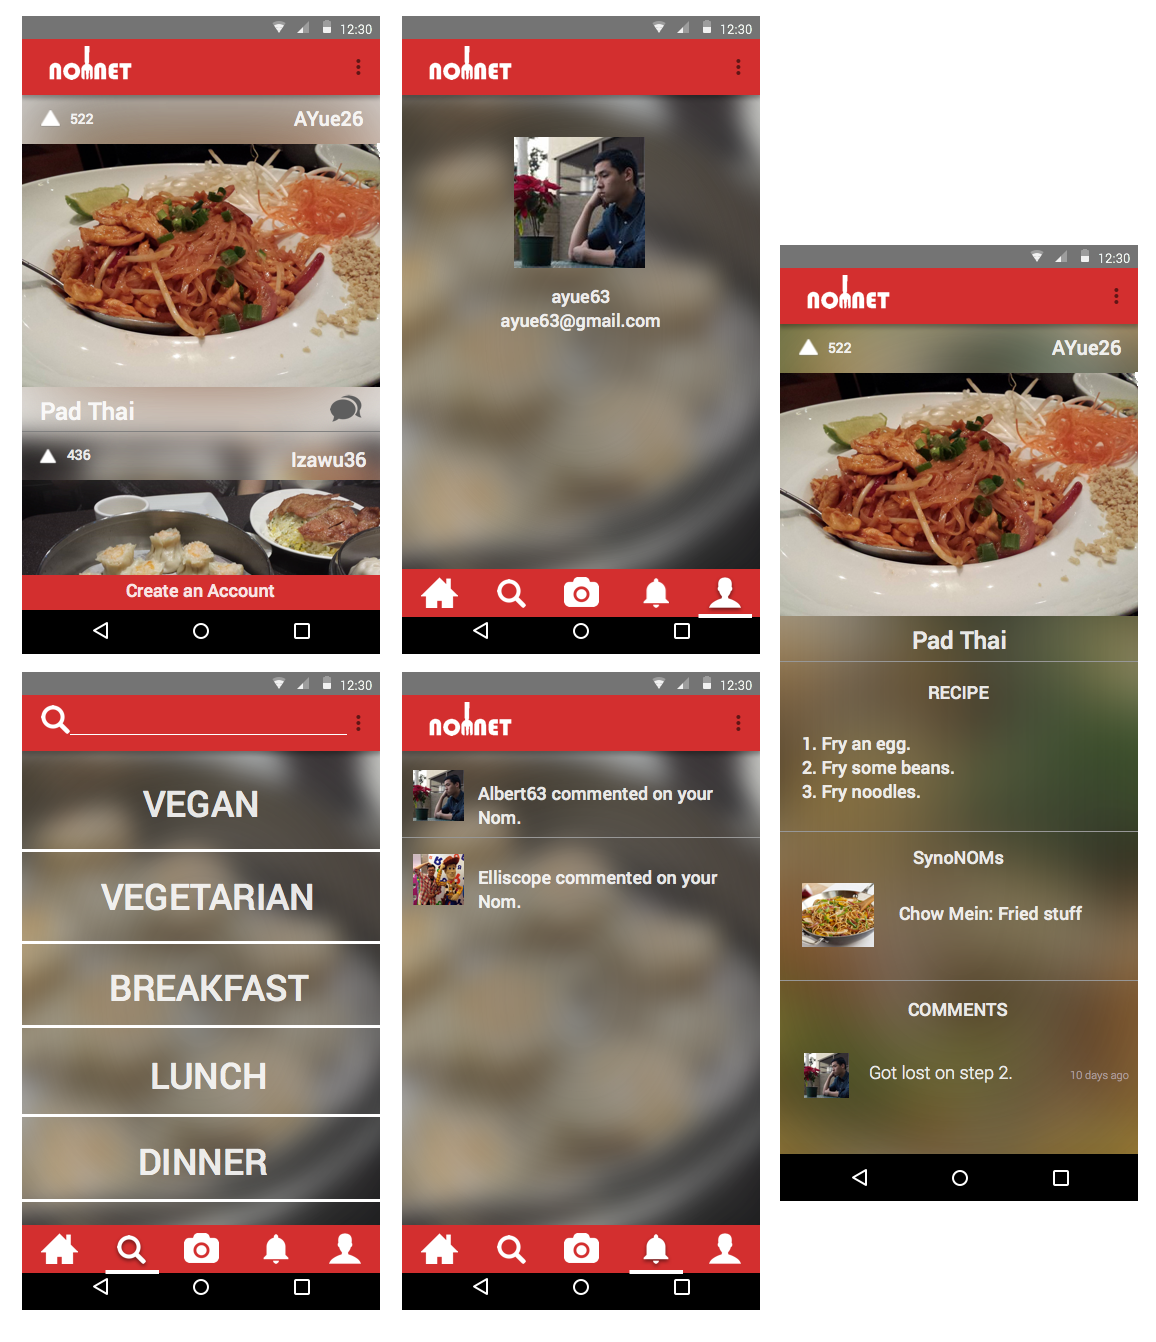 12:30
NOMNET
522
AYue26
Pad Thai
436
Izawu36
Create an Account
12:30
NOMNET
ayue63
ayue63@gmail.com
12:30
VEGAN
VEGETARIAN
BREAKFAST
LUNCH
DINNER
12:30
NOMNET
Albert63 commented on your
Nom.
Elliscope commented on your
Nom.
12:30
NOMNET
522
AYue26
Pad Thai
RECIPE
1. Fry an egg.
2. Fry some beans.
3. Fry noodles.
SynoNOMs
Chow Mein: Fried stuff
COMMENTS
Got lost on step 2.
10 days ago